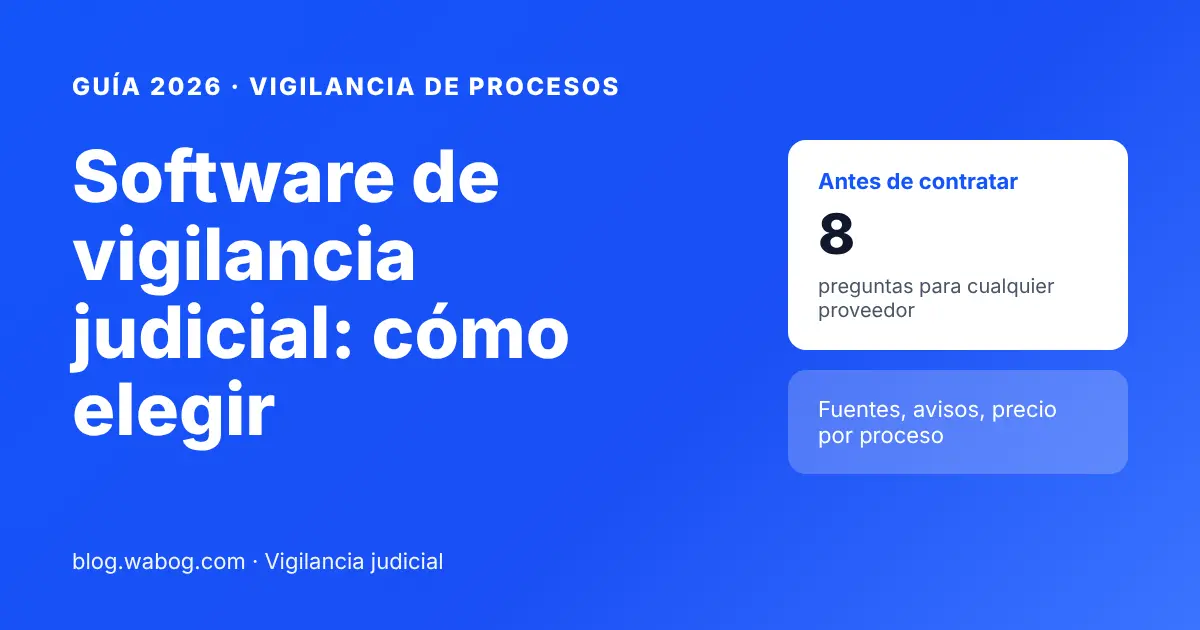 GUÍA 2026 · VIGILANCIA DE PROCESOS
Software de
vigilancia
judicial: cómo
elegir
Antes de contratar
8
preguntas para cualquier
proveedor
Fuentes, avisos, precio
por proceso
blog.wabog.com · Vigilancia judicial